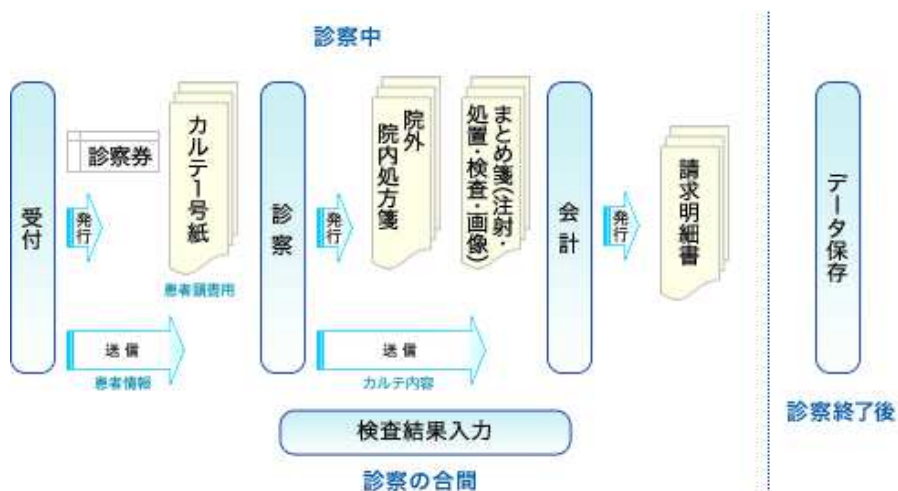 診察中
受付
診察券
発行
カルテ1号紙
患者頭書用
送信
患者情報
診察
発行
院外
院内処方箋
まとめ箋(注射・
処置・検査・画像)
送信
カルテ内容
会計
発行
請求明細書
検査結果入力
診察の合間
データ保存
診察終了後